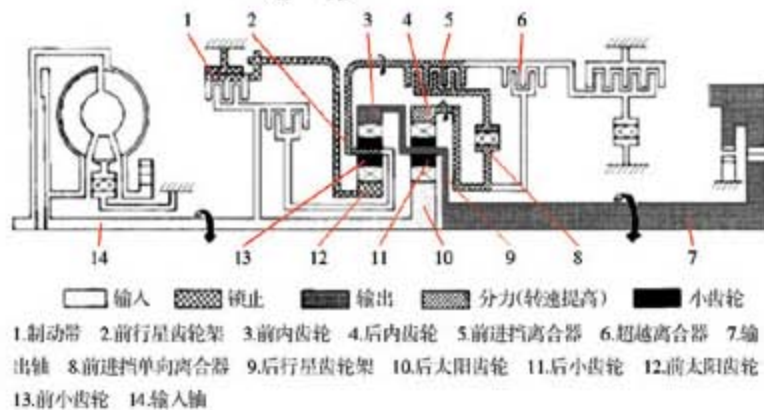 1 2 3 4 5 6
14 13 12 11 10 9 8 7
输入 锁止 输出 分力(转速提高) 小齿轮
1.制动带 2.前行星齿轮架 3.前内齿轮 4.后内齿轮 5.前进挡离合器 6.超越离合器 7.输
出轴 8.前进挡单向离合器 9.后行星齿轮架 10.后太阳齿轮 11.后小齿轮 12.前太阳齿轮
13.前小齿轮 14.输入轴